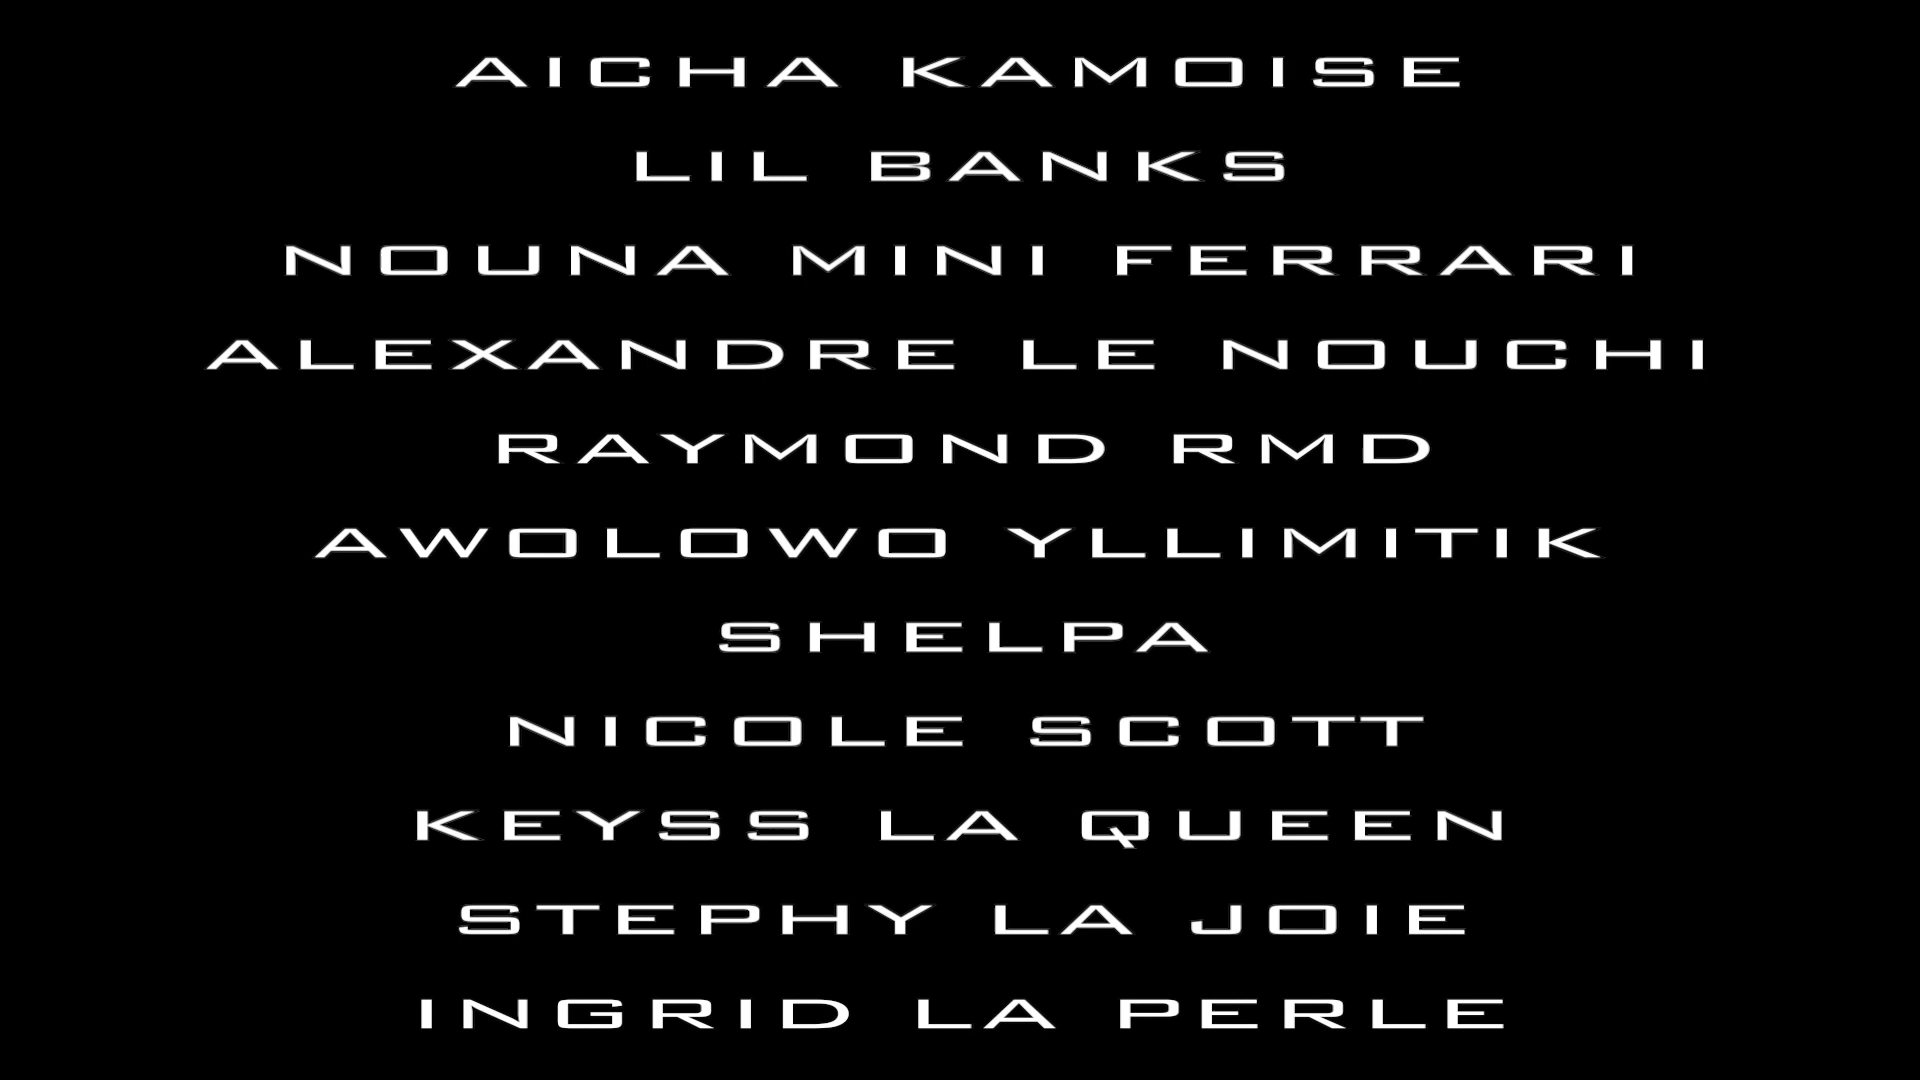 AICHA KAMOISE
LIL BANKS
NOUNA MINI FERRARI
ALEXANDRE LE NOUCHI
RAYMOND RMD
AWOLOWO YLLIMITIK
SHELPA
NICOLE SCOTT
KEYSS LA QUEEN
STEPHY LA JOIE
INGRID LA PERLE